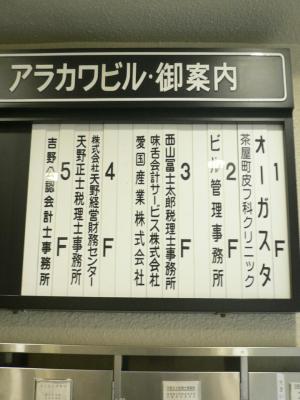 アラカワビル・御案内
1F
オーガスタ
茶屋町皮フ科クリニック
2F
ビル管理事務所
3F
西山富士太郎税理士事務所
味舌会計サービス株式会社
愛国産業株式会社
4F
株式会社天野経営財務センター
天野正士税理士事務所
5F
吉野公認会計士事務所